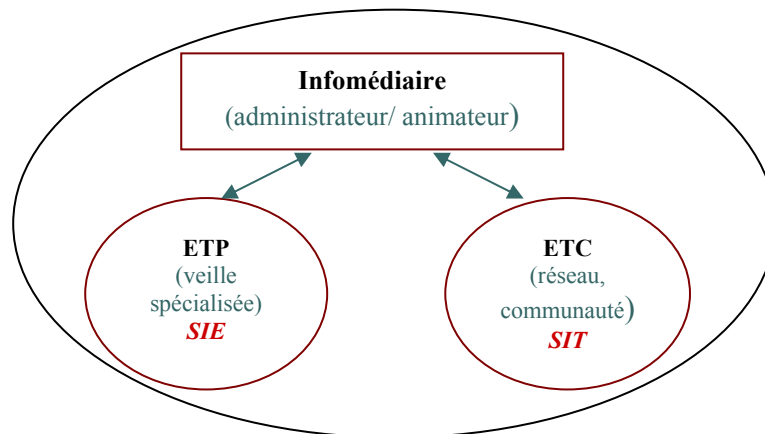 Infomédiaire
(administrateur/ animateur)
ETP
(veille
spécialisée)
SIE
ETC
(réseau,
communauté)
SIT